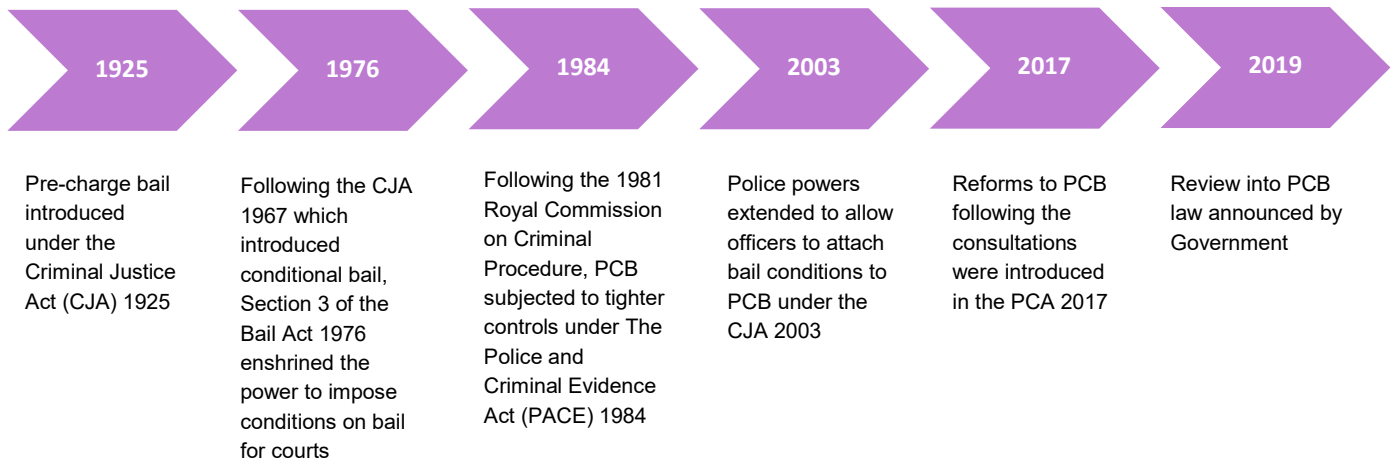 1925
1976
1984
2003
2017
2019
Pre-charge bail
introduced
under the
Criminal Justice
Act (CJA) 1925
Following the CJA
1967 which
introduced
conditional bail,
Section 3 of the
Bail Act 1976
enshrined the
power to impose
conditions on bail
for courts
Following the 1981
Royal Commission
on Criminal
Procedure, PCB
subjected to tighter
controls under The
Police and
Criminal Evidence
Act (PACE) 1984
Police powers
extended to allow
officers to attach
bail conditions to
PCB under the
CJA 2003
Reforms to PCB
following the
consultations
were introduced
in the PCA 2017
Review into PCB
law announced by
Government